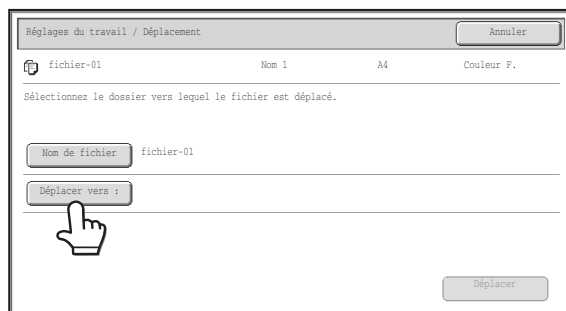 Réglages du travail / Déplacement Annuler
fichier-01 Nom 1 A4 Couleur F.
Sélectionnez le dossier vers lequel le fichier est déplacé.
Nom de fichier fichier-01
Déplacer vers :
Déplacer